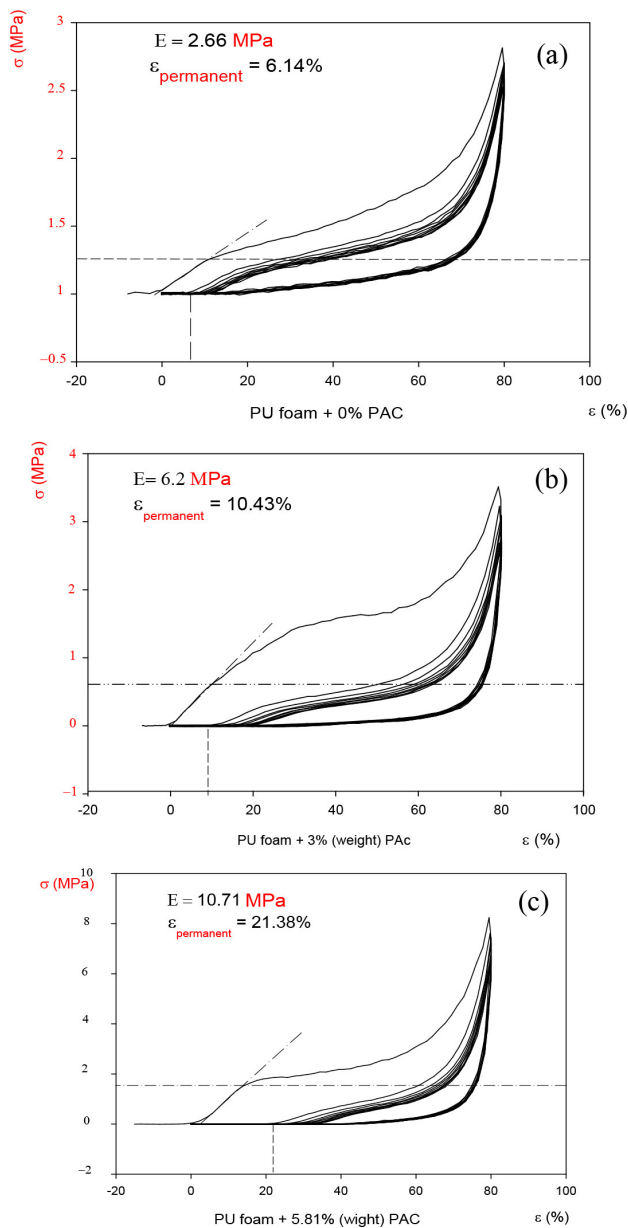 σ (MPa)
E = 2.66 MPa
ε permanent = 6.14%
(a)
3
2.5
2
1.5
1
−0.5
-20
0
20
40
60
80
100
PU foam + 0% PAC
ε (%)
σ (MPa)
E= 6.2 MPa
ε permanent = 10.43%
(b)
4
3
2
1
0
−1
-20
0
20
40
60
80
100
PU foam + 3% (weight) PAc
ε (%)
σ (MPa)
E = 10.71 MPa
ε permanent = 21.38%
(c)
10
8
6
4
2
0
−2
-20
0
20
40
60
80
100
PU foam + 5.81% (wight) PAC
ε (%)